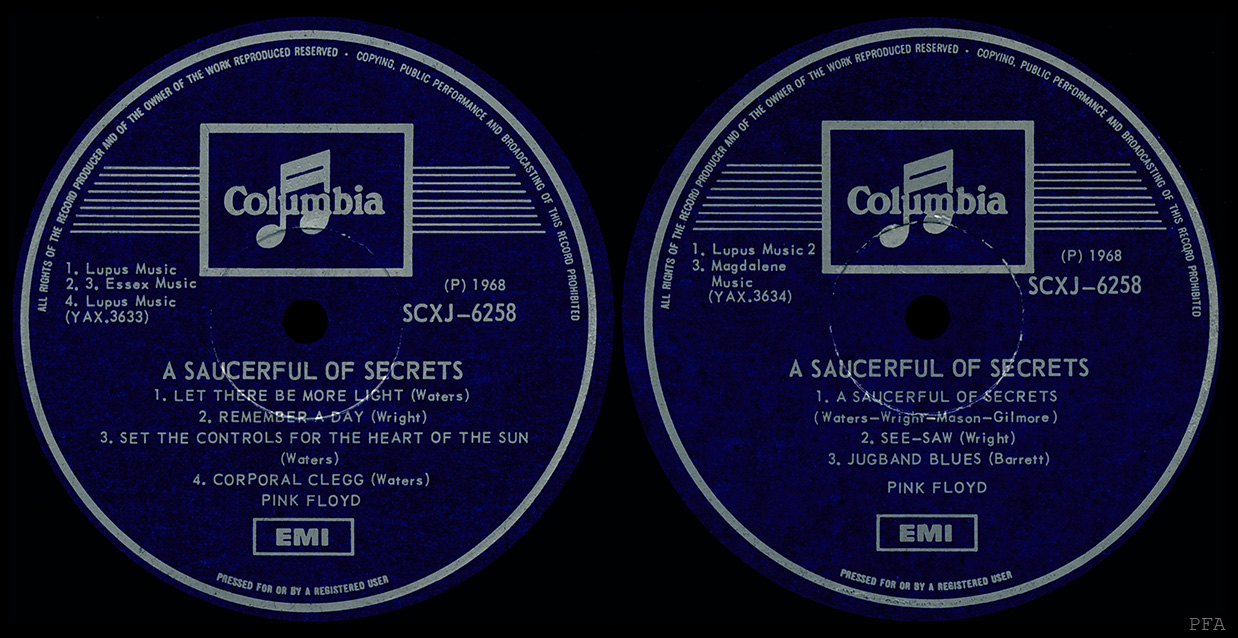 ALL RIGHTS OF THE RECORD PRODUCER AND OF THE OWNER OF THE WORK REPRODUCED RESERVED · COPYING, PUBLIC PERFORMANCE AND BROADCASTING OF THIS RECORD PROHIBITED
Columbia
1. Lupus Music
2. 3. Essex Music
4. Lupus Music
(YAX.3633)
(P) 1968
SCXJ–6258
A SAUCERFUL OF SECRETS
1. LET THERE BE MORE LIGHT (Waters)
2. REMEMBER A DAY (Wright)
3. SET THE CONTROLS FOR THE HEART OF THE SUN
(Waters)
4. CORPORAL CLEGG (Waters)
PINK FLOYD
EMI
PRESSED FOR OR BY A REGISTERED USER
ALL RIGHTS OF THE RECORD PRODUCER AND OF THE OWNER OF THE WORK REPRODUCED RESERVED · COPYING, PUBLIC PERFORMANCE AND BROADCASTING OF THIS RECORD PROHIBITED
Columbia
1. Lupus Music 2
3. Magdalene
Music
(YAX.3634)
(P) 1968
SCXJ–6258
A SAUCERFUL OF SECRETS
1. A SAUCERFUL OF SECRETS
(Waters–Wright–Mason–Gilmore)
2. SEE–SAW (Wright)
3. JUGBAND BLUES (Barrett)
PINK FLOYD
EMI
PRESSED FOR OR BY A REGISTERED USER
PFA